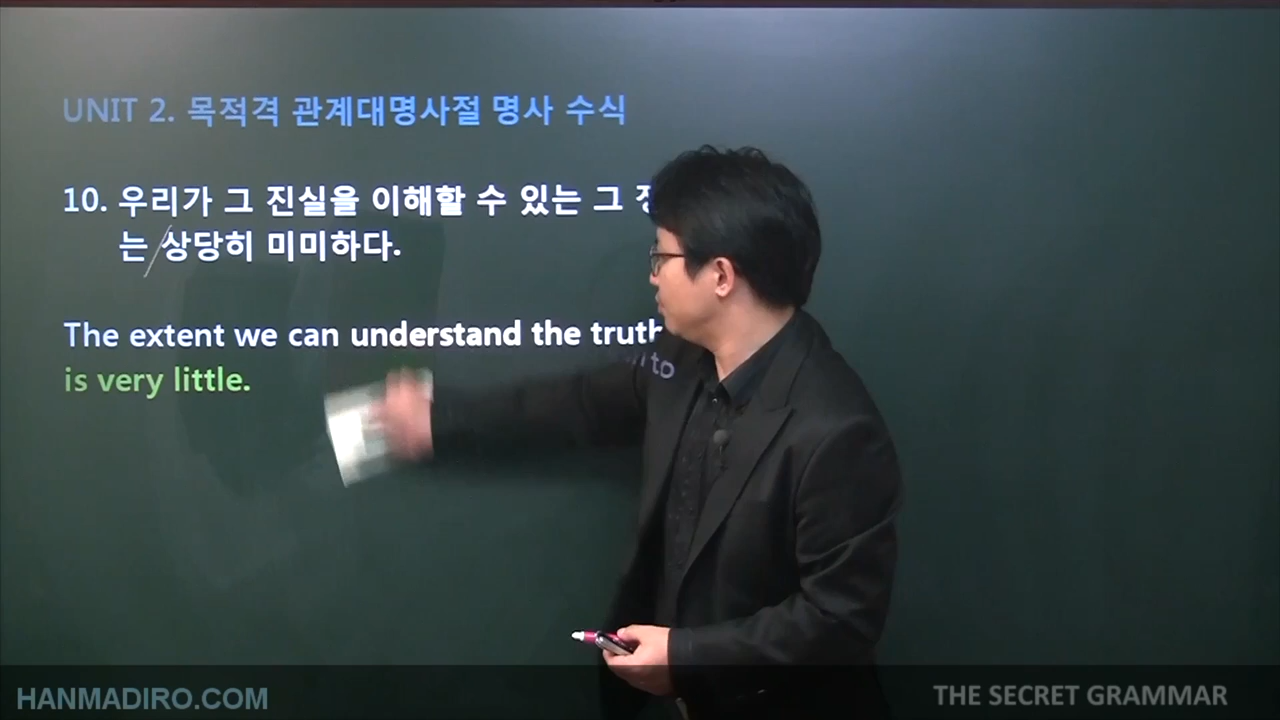 UNIT 2. 목적격 관계대명사절 명사 수식
10. 우리가 그 진실을 이해할 수 있는 그
는 상당히 미미하다.
The extent we can understand the truth
to
is very little.
HANMADIRO.COM
THE SECRET GRAMMAR